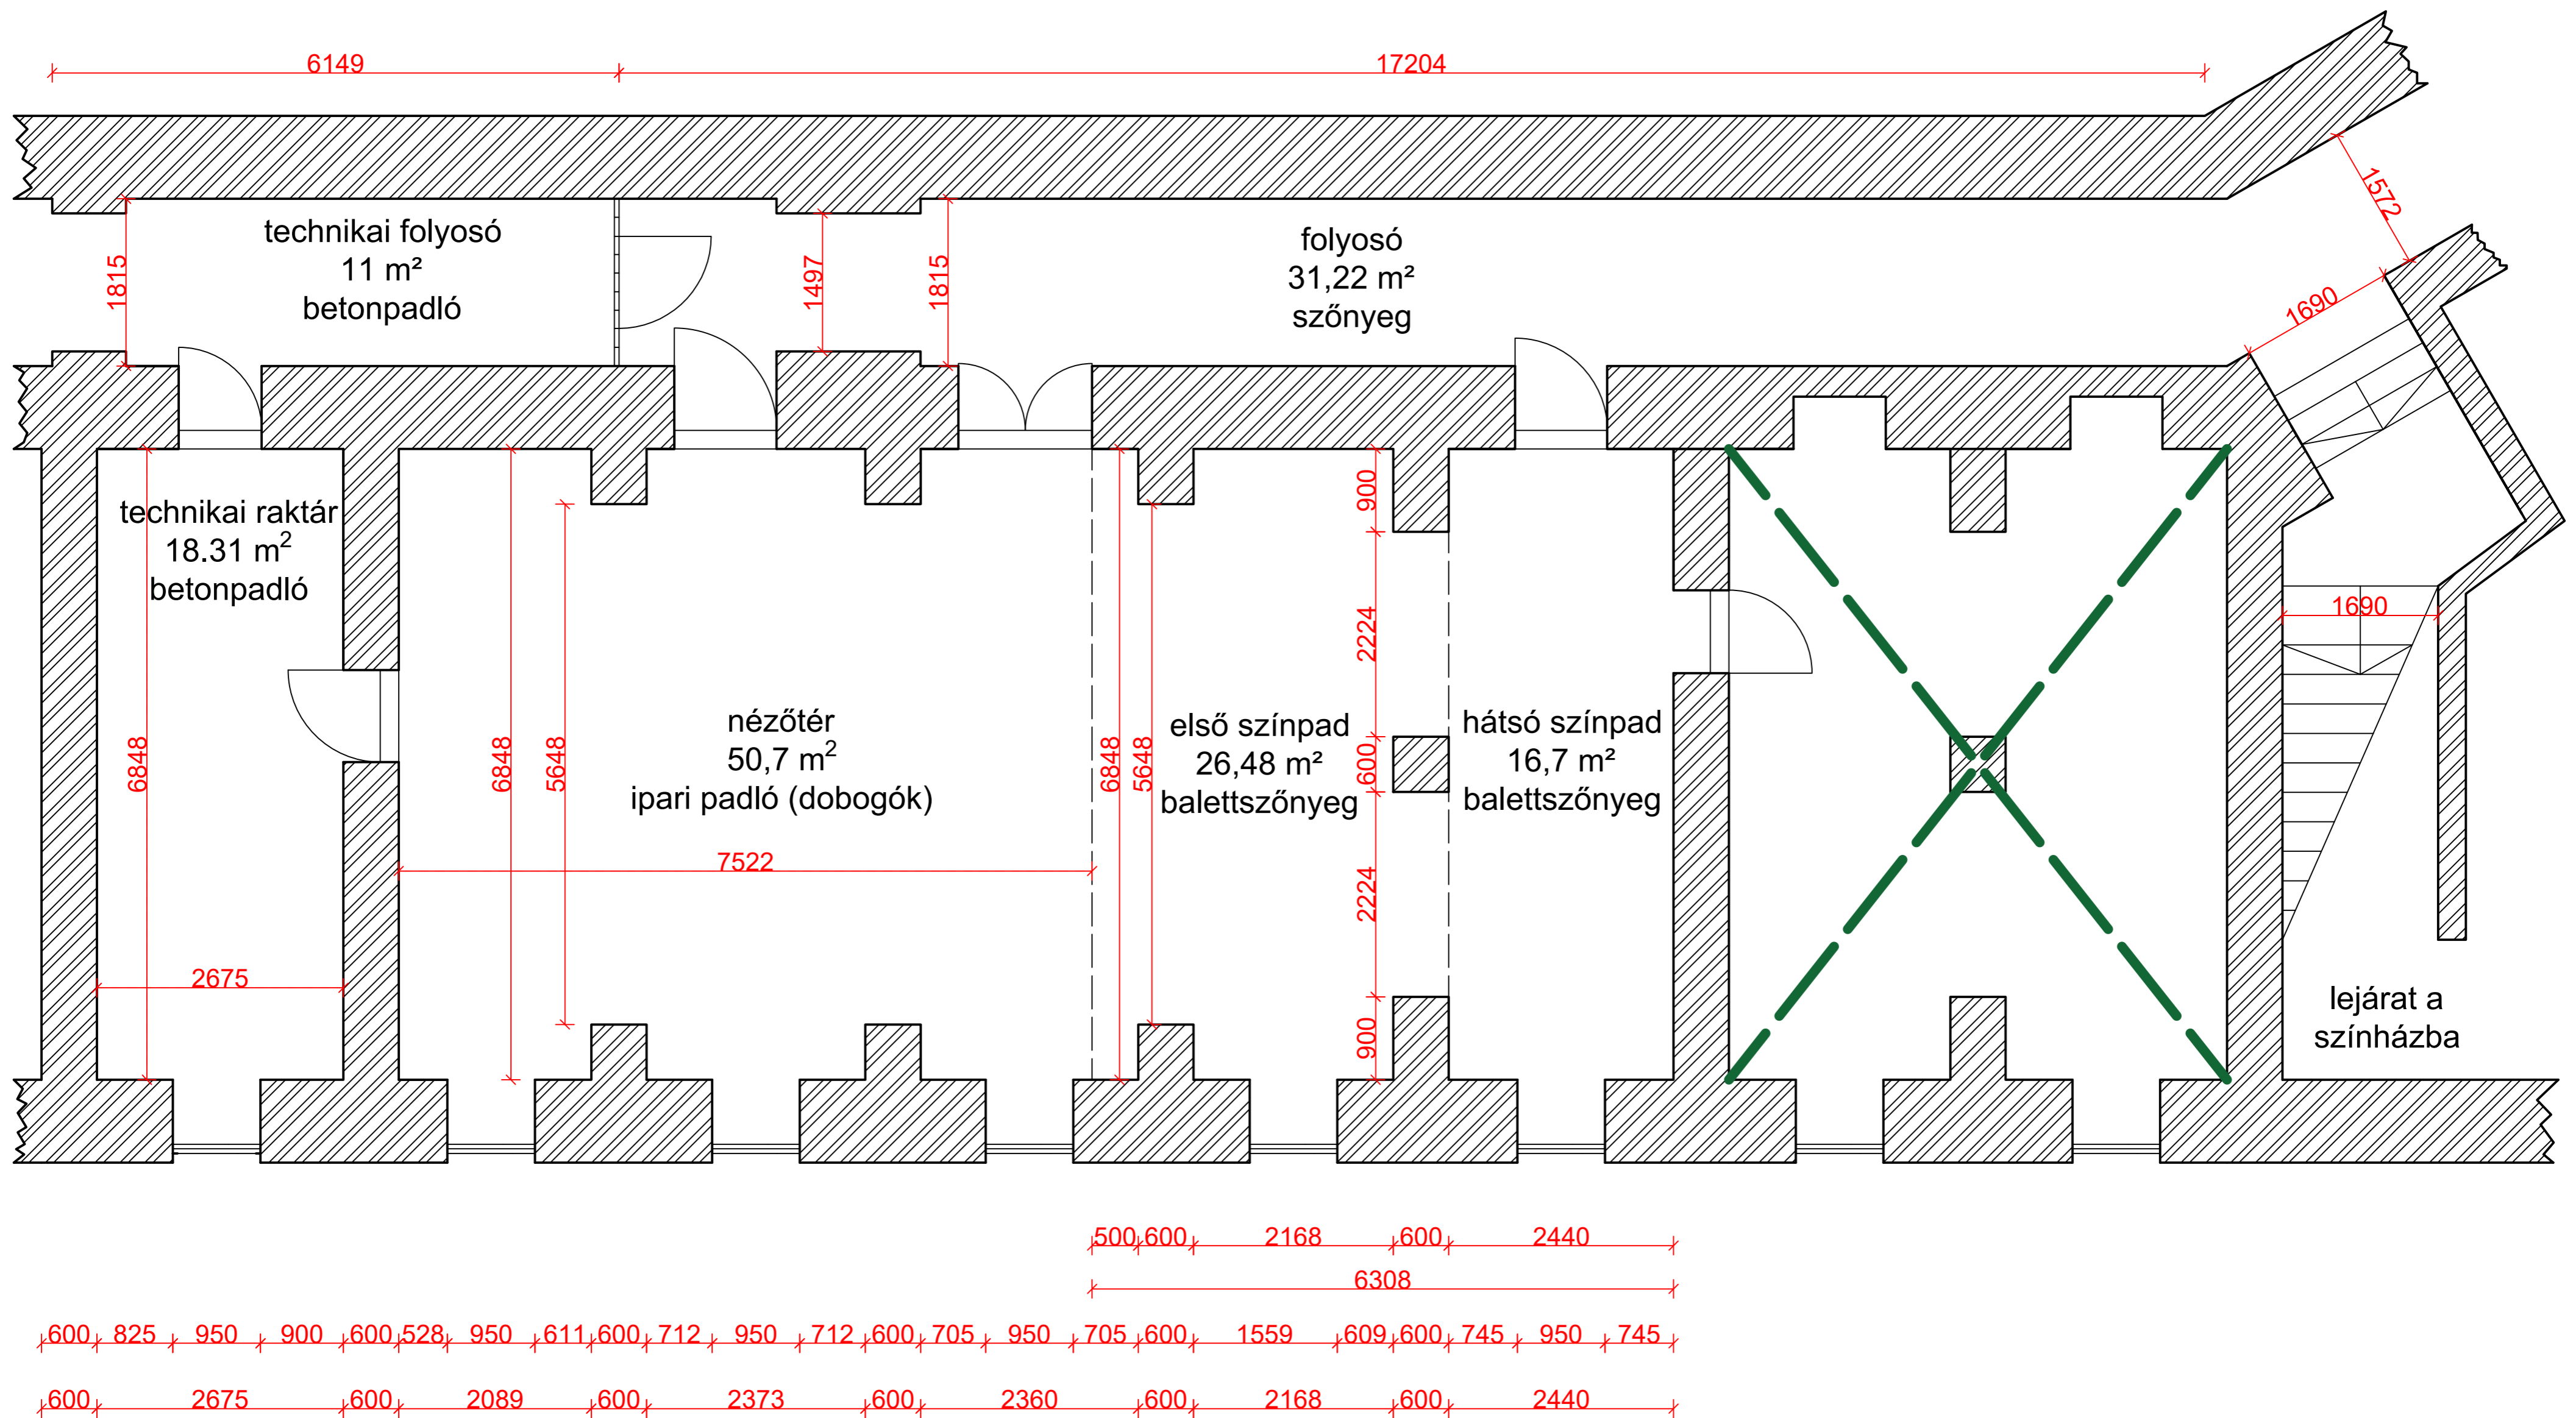 6149
17204
1572
technikai folyosó
11 m²
betonpadló
1815
1497
1815
folyosó
31,22 m²
szőnyeg
1690
technikai raktár
18.31 m²
betonpadló
6848
2675
6848
5648
nézőtér
50,7 m²
ipari padló (dobogók)
7522
6848
5648
első színpad
26,48 m²
balettszőnyeg
900
2224
600
2224
900
hátsó színpad
16,7 m²
balettszőnyeg
1690
lejárat a
színházba
500 600 2168 600 2440
6308
600 825 950 900 600 528 950 611 600 712 950 712 600 705 950 705 600 1559 609 600 745 950 745
600 2675 600 2089 600 2373 600 2360 600 2168 600 2440